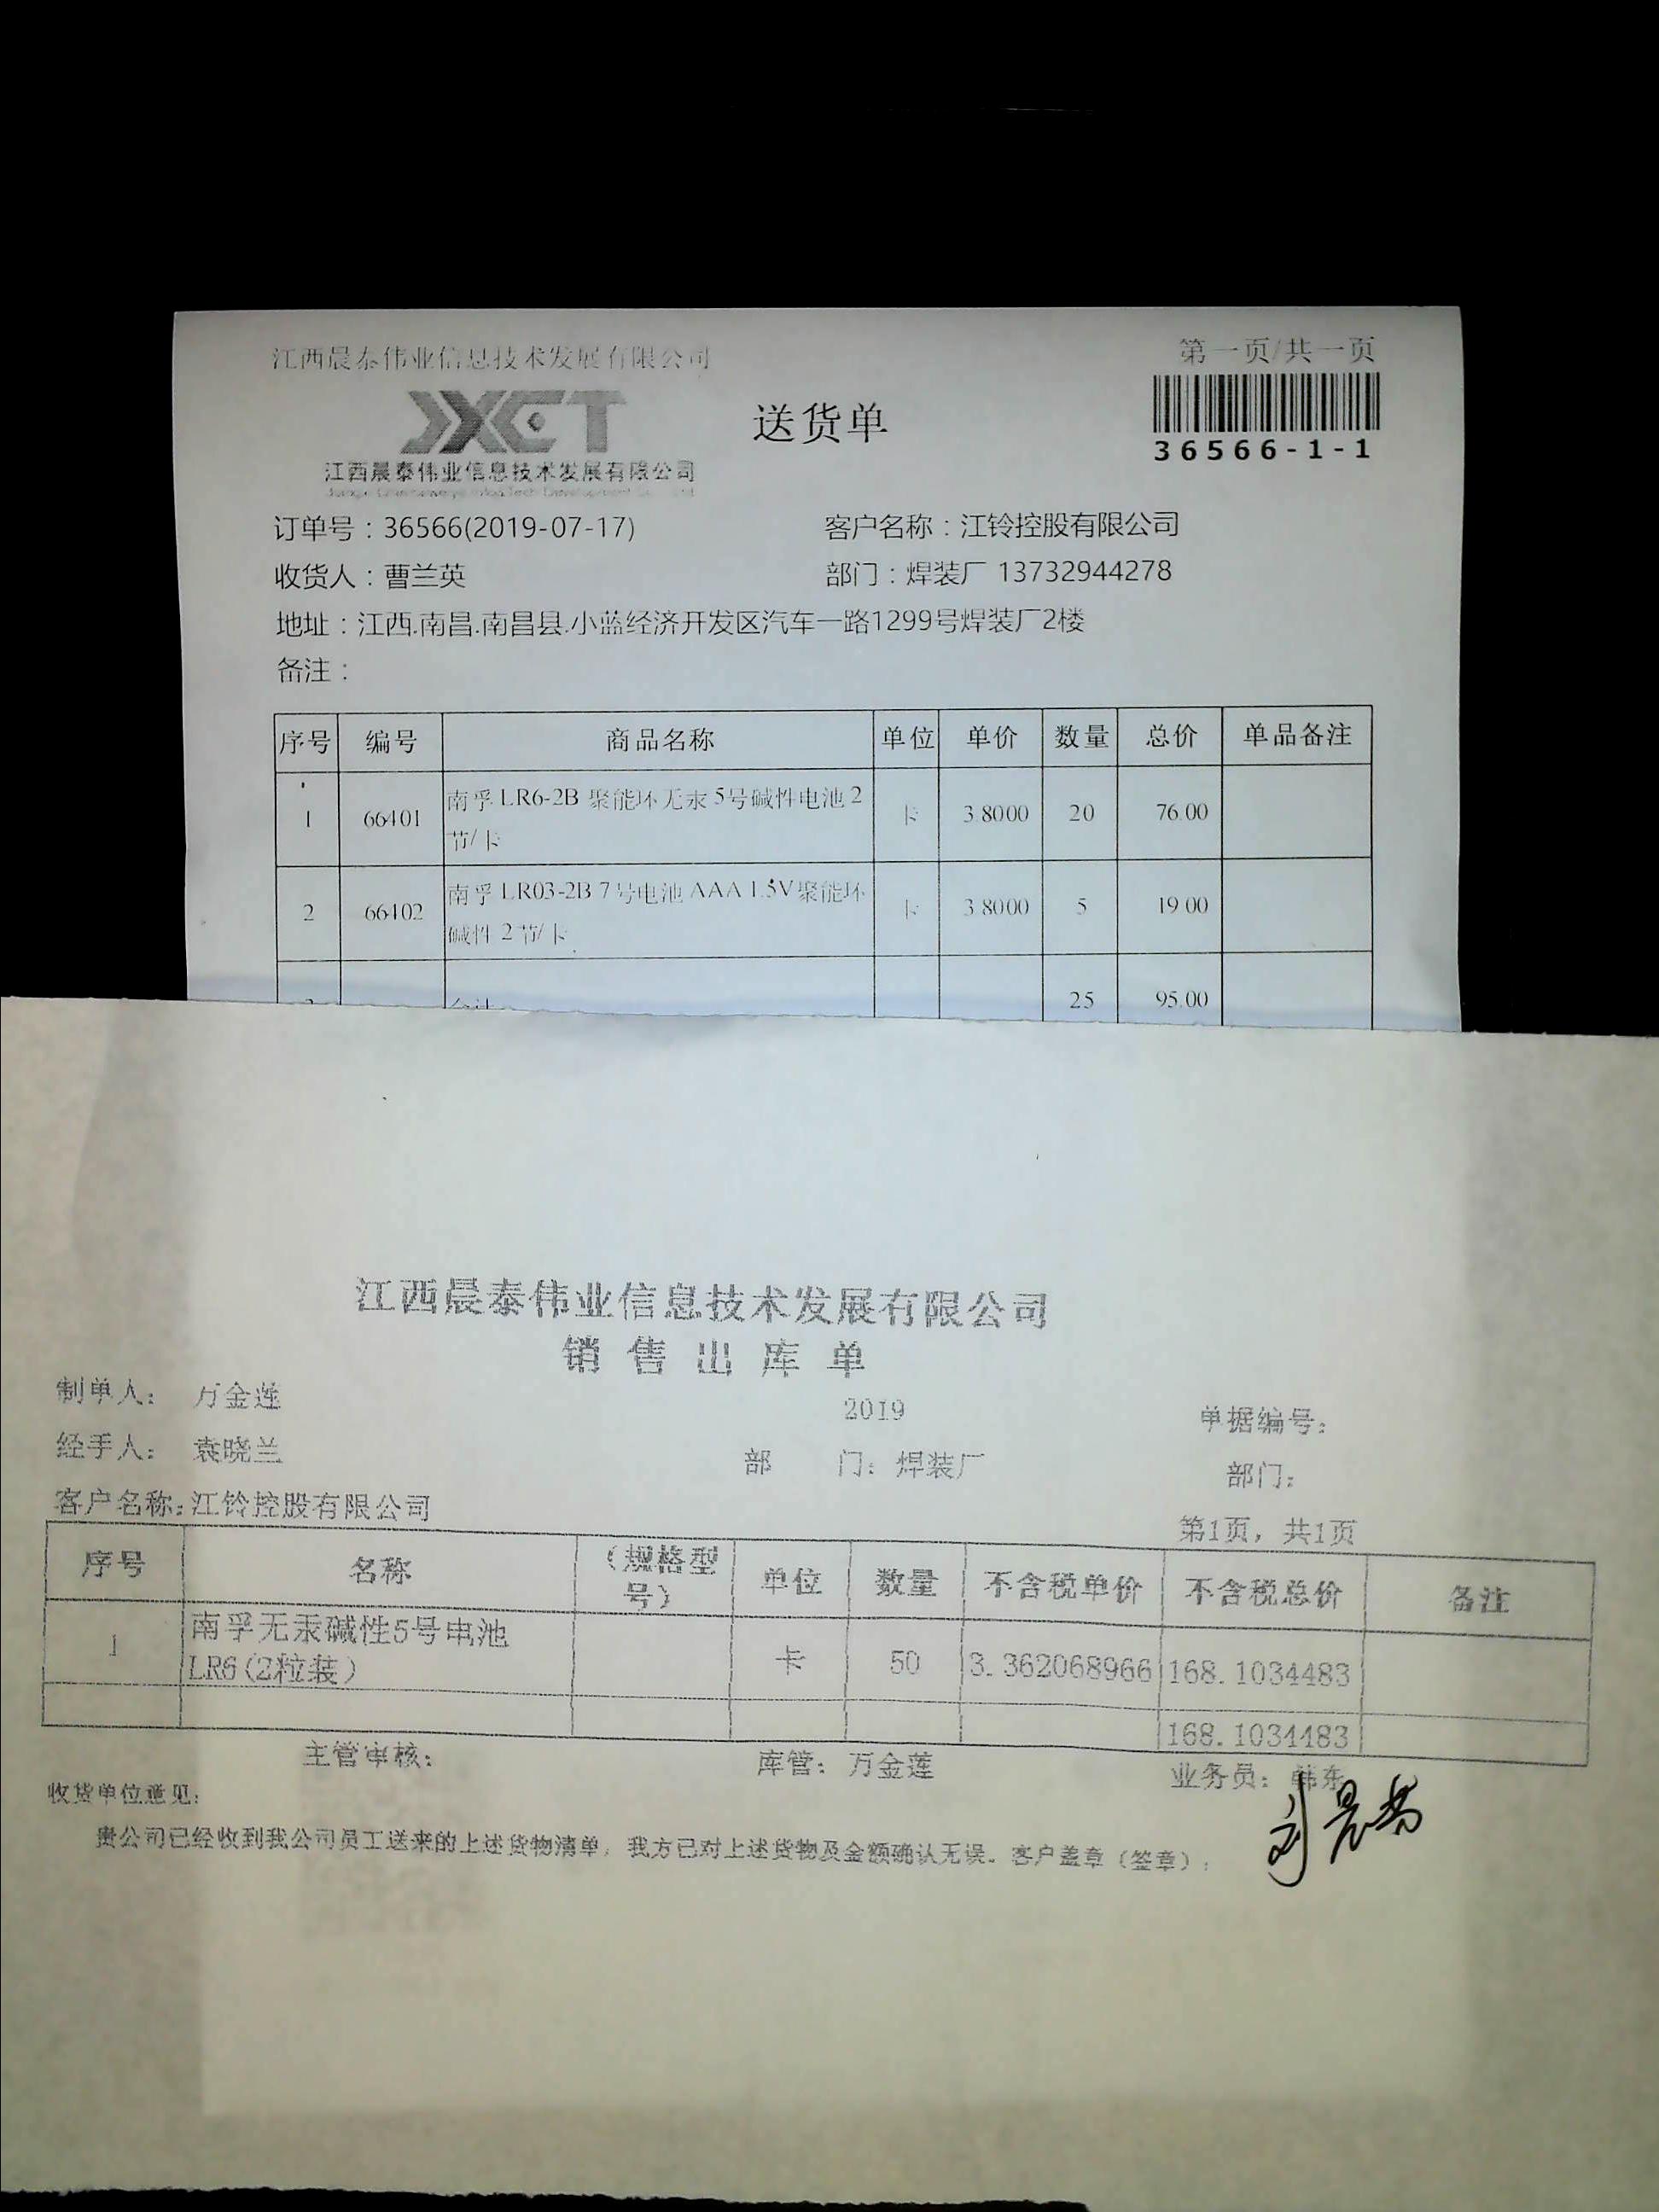 江西晨泰伟业信息技术发展有限公司
第一页/共一页
JXCT
送货单
36566-1-1
江西晨泰伟业信息技术发展有限公司
订单号：36566(2019-07-17)
客户名称：江铃控股有限公司
收货人：曹兰英
部门：焊装厂 13732944278
地址：江西.南昌.南昌县.小蓝经济开发区汽车一路1299号焊装厂2楼
备注：
序号 编号 商品名称 单位 单价 数量 总价 单品备注
1 66401 南孚 LR6-2B 聚能环无汞 5号碱性电池 2 卡 3.8000 20 76.00
节/卡
2 66402 南孚 LR03-2B 7号电池 AAA 1.5V聚能环 卡 3.8000 5 19.00
碱性 2 节/卡
3 合计 25 95.00
江西晨泰伟业信息技术发展有限公司
销售出库单
制单人： 万金莲
2019
单据编号：
经手人： 袁晓兰
部 门：焊装厂
部门：
客户名称：江铃控股有限公司
第1页，共1页
序号 名称 （规格型号） 单位 数量 不含税单价 不含税总价 备注
1 南孚无汞碱性5号电池 卡 50 3.362068966 168.1034483
LR6（2粒装）
168.1034483
主管审核：
库管： 万金莲
业务员： 韩东
收货单位意见：
贵公司已经收到我公司员工送来的上述货物清单，我方已对上述货物及金额确认无误。客户盖章（签章）：